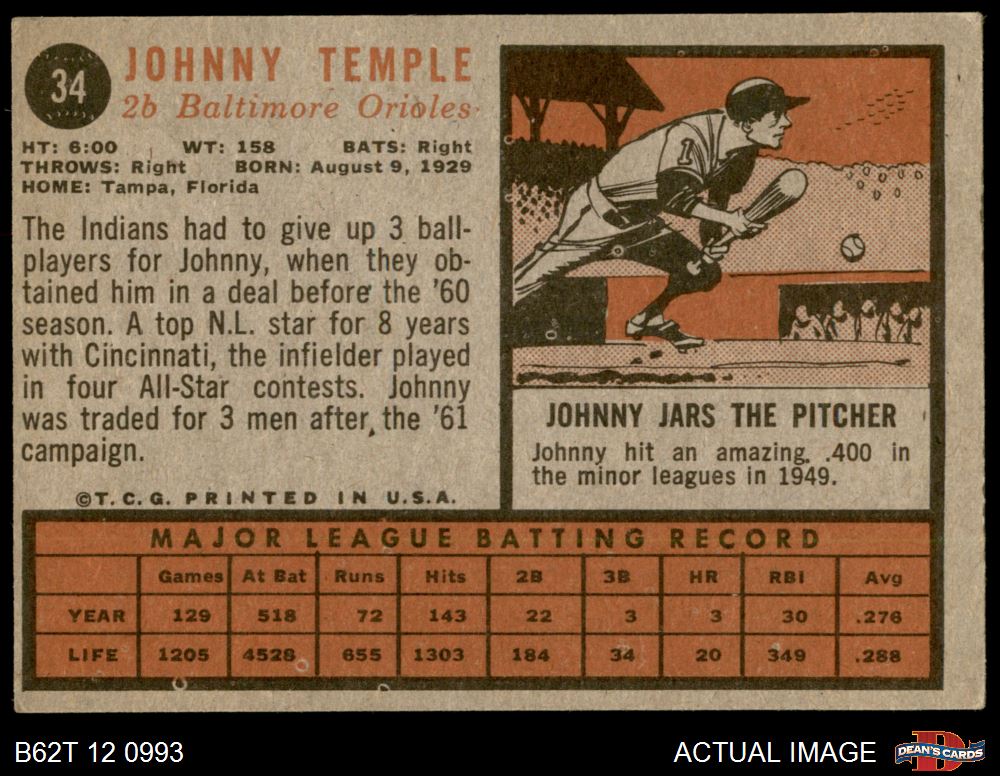 34
JOHNNY TEMPLE
2b Baltimore Orioles
HT: 6:00 WT: 158 BATS: Right
THROWS: Right BORN: August 9, 1929
HOME: Tampa, Florida
The Indians had to give up 3 ball-
players for Johnny, when they ob-
tained him in a deal before the '60
season. A top N.L. star for 8 years
with Cincinnati, the infielder played
in four All-Star contests. Johnny
was traded for 3 men after the '61
campaign.
©T.C.G. PRINTED IN U.S.A.
1
JOHNNY JARS THE PITCHER
Johnny hit an amazing .400 in
the minor leagues in 1949.
MAJOR LEAGUE BATTING RECORD
Games At Bat Runs Hits 2B 3B HR RBI Avg
YEAR 129 518 72 143 22 3 3 30 .276
LIFE 1205 4528 655 1303 184 34 20 349 .288
B62T 12 0993
ACTUAL IMAGE
D
DEAN'S CARDS